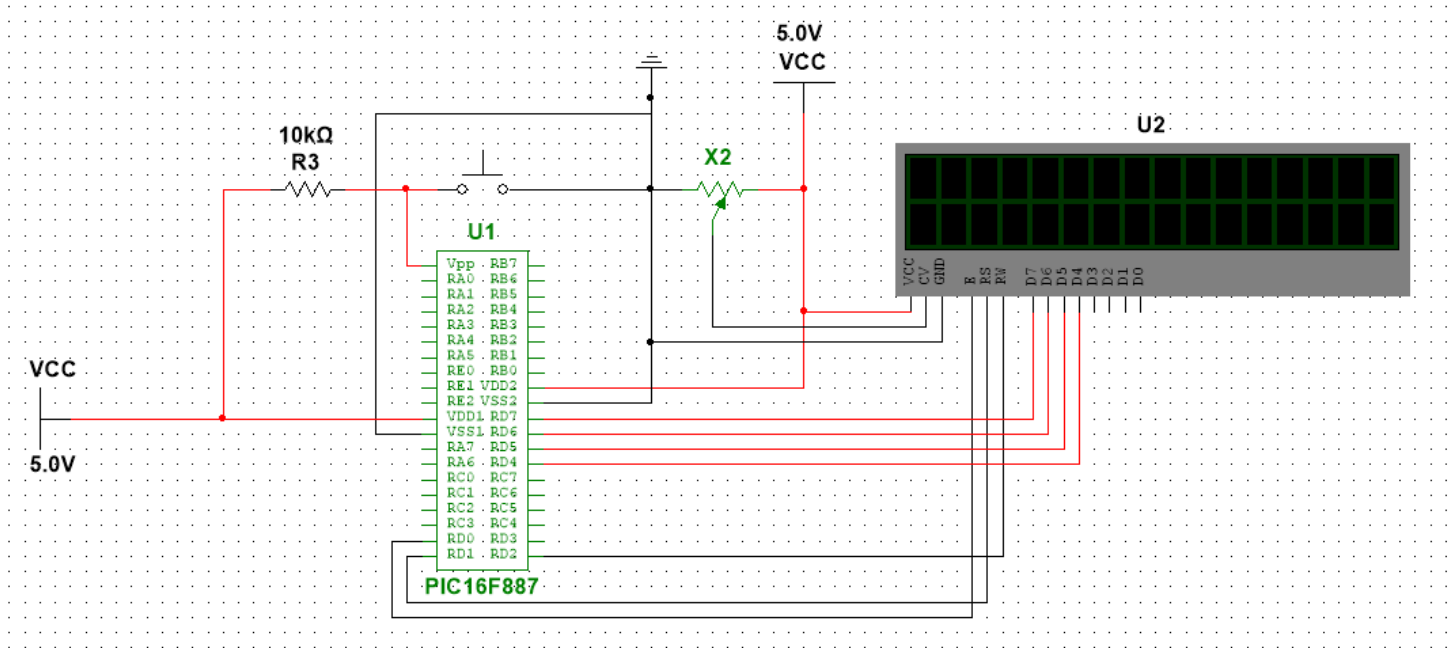 5.0V
VCC
U2
10kΩ
R3
X2
U1
Vpp RB7
RA0 RB6
RA1 RB5
RA2 RB4
RA3 RB3
RA4 RB2
RA5 RB1
RE0 RB0
RE1 VDD2
RE2 VSS2
VDD1 RD7
VSS1 RD6
RA7 RD5
RA6 RD4
RC0 RC7
RC1 RC6
RC2 RC5
RC3 RC4
RD0 RD3
RD1 RD2
PIC16F887
VCC CV GND E RS RW D7 D6 D5 D4 D3 D2 D1 D0
VCC
5.0V